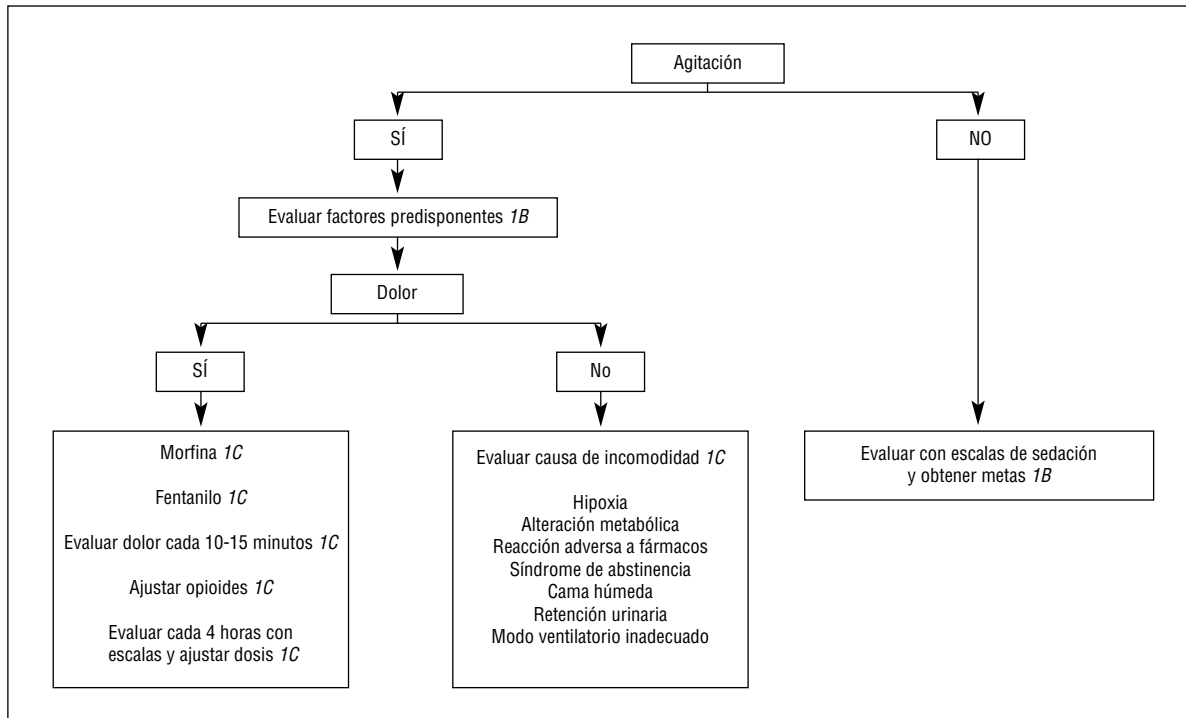 Agitación
SÍ
NO
Evaluar factores predisponentes 1B
Dolor
SÍ
No
Morfina 1C
Fentanilo 1C
Evaluar dolor cada 10-15 minutos 1C
Ajustar opioides 1C
Evaluar cada 4 horas con
escalas y ajustar dosis 1C
Evaluar causa de incomodidad 1C
Hipoxia
Alteración metabólica
Reacción adversa a fármacos
Síndrome de abstinencia
Cama húmeda
Retención urinaria
Modo ventilatorio inadecuado
Evaluar con escalas de sedación
y obtener metas 1B